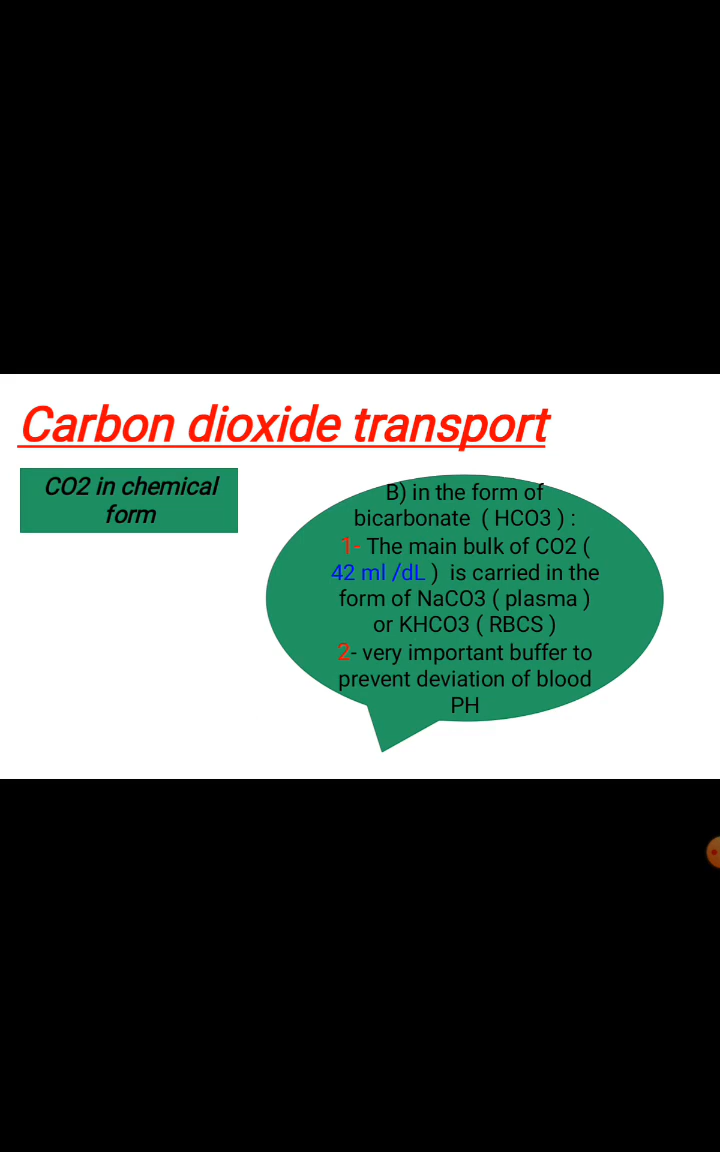 Carbon dioxide transport
CO2 in chemical
form
B) in the form of
bicarbonate  ( HCO3 ) :
1- The main bulk of CO2 (
42 ml /dL )  is carried in the
form of NaCO3 ( plasma )
or KHCO3 ( RBCS )
2- very important buffer to
prevent deviation of blood
PH